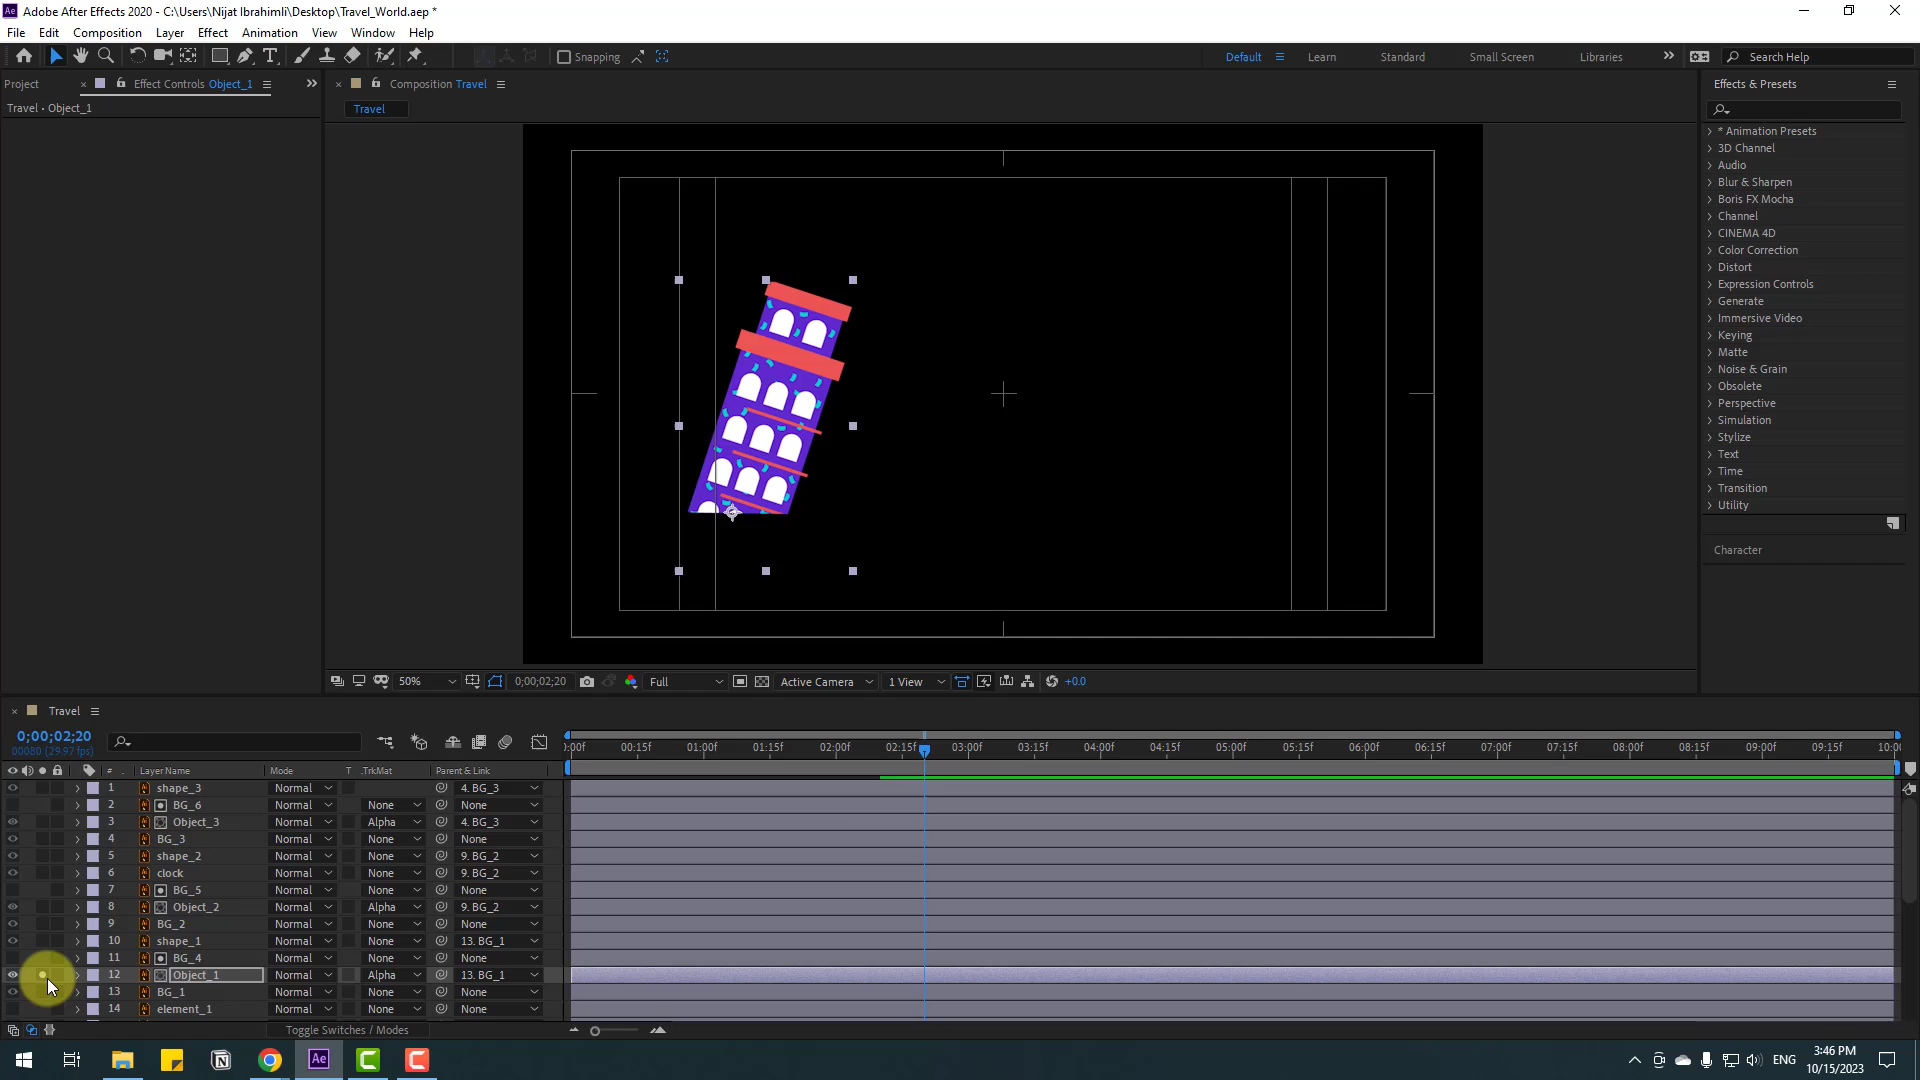 Adobe After Effects 2020 - C:\Users\Nijat Ibrahimli\Desktop\Travel_World.aep *
File Edit Composition Layer Effect Animation View Window Help
Snapping Default Learn Standard Small Screen Libraries Search Help
Project Effect Controls Object_1 Composition Travel Effects & Presets
Travel • Object_1 Travel
* Animation Presets
3D Channel
Audio
Blur & Sharpen
Boris FX Mocha
Channel
CINEMA 4D
Color Correction
Distort
Expression Controls
Generate
Immersive Video
Keying
Matte
Noise & Grain
Obsolete
Perspective
Simulation
Stylize
Text
Time
Transition
Utility
Character
50% 0;00;02;20 Full Active Camera 1 View +0.0
Travel
0;00;02;20
00080 (29.97 fps)
:00f 00:15f 01:00f 01:15f 02:00f 02:15f 03:00f 03:15f 04:00f 04:15f 05:00f 05:15f 06:00f 06:15f 07:00f 07:15f 08:00f 08:15f 09:00f 09:15f 10:00
# Layer Name Mode T .TrkMat Parent & Link
1 shape_3 Normal 4. BG_3
2 BG_6 Normal None None
3 Object_3 Normal Alpha 4. BG_3
4 BG_3 Normal None None
5 shape_2 Normal None 9. BG_2
6 clock Normal None 9. BG_2
7 BG_5 Normal None None
8 Object_2 Normal Alpha 9. BG_2
9 BG_2 Normal None None
10 shape_1 Normal None 13. BG_1
11 BG_4 Normal None None
12 Object_1 Normal Alpha 13. BG_1
13 BG_1 Normal None None
14 element_1 Normal None None
Toggle Switches / Modes
ENG 3:46 PM
10/15/2023